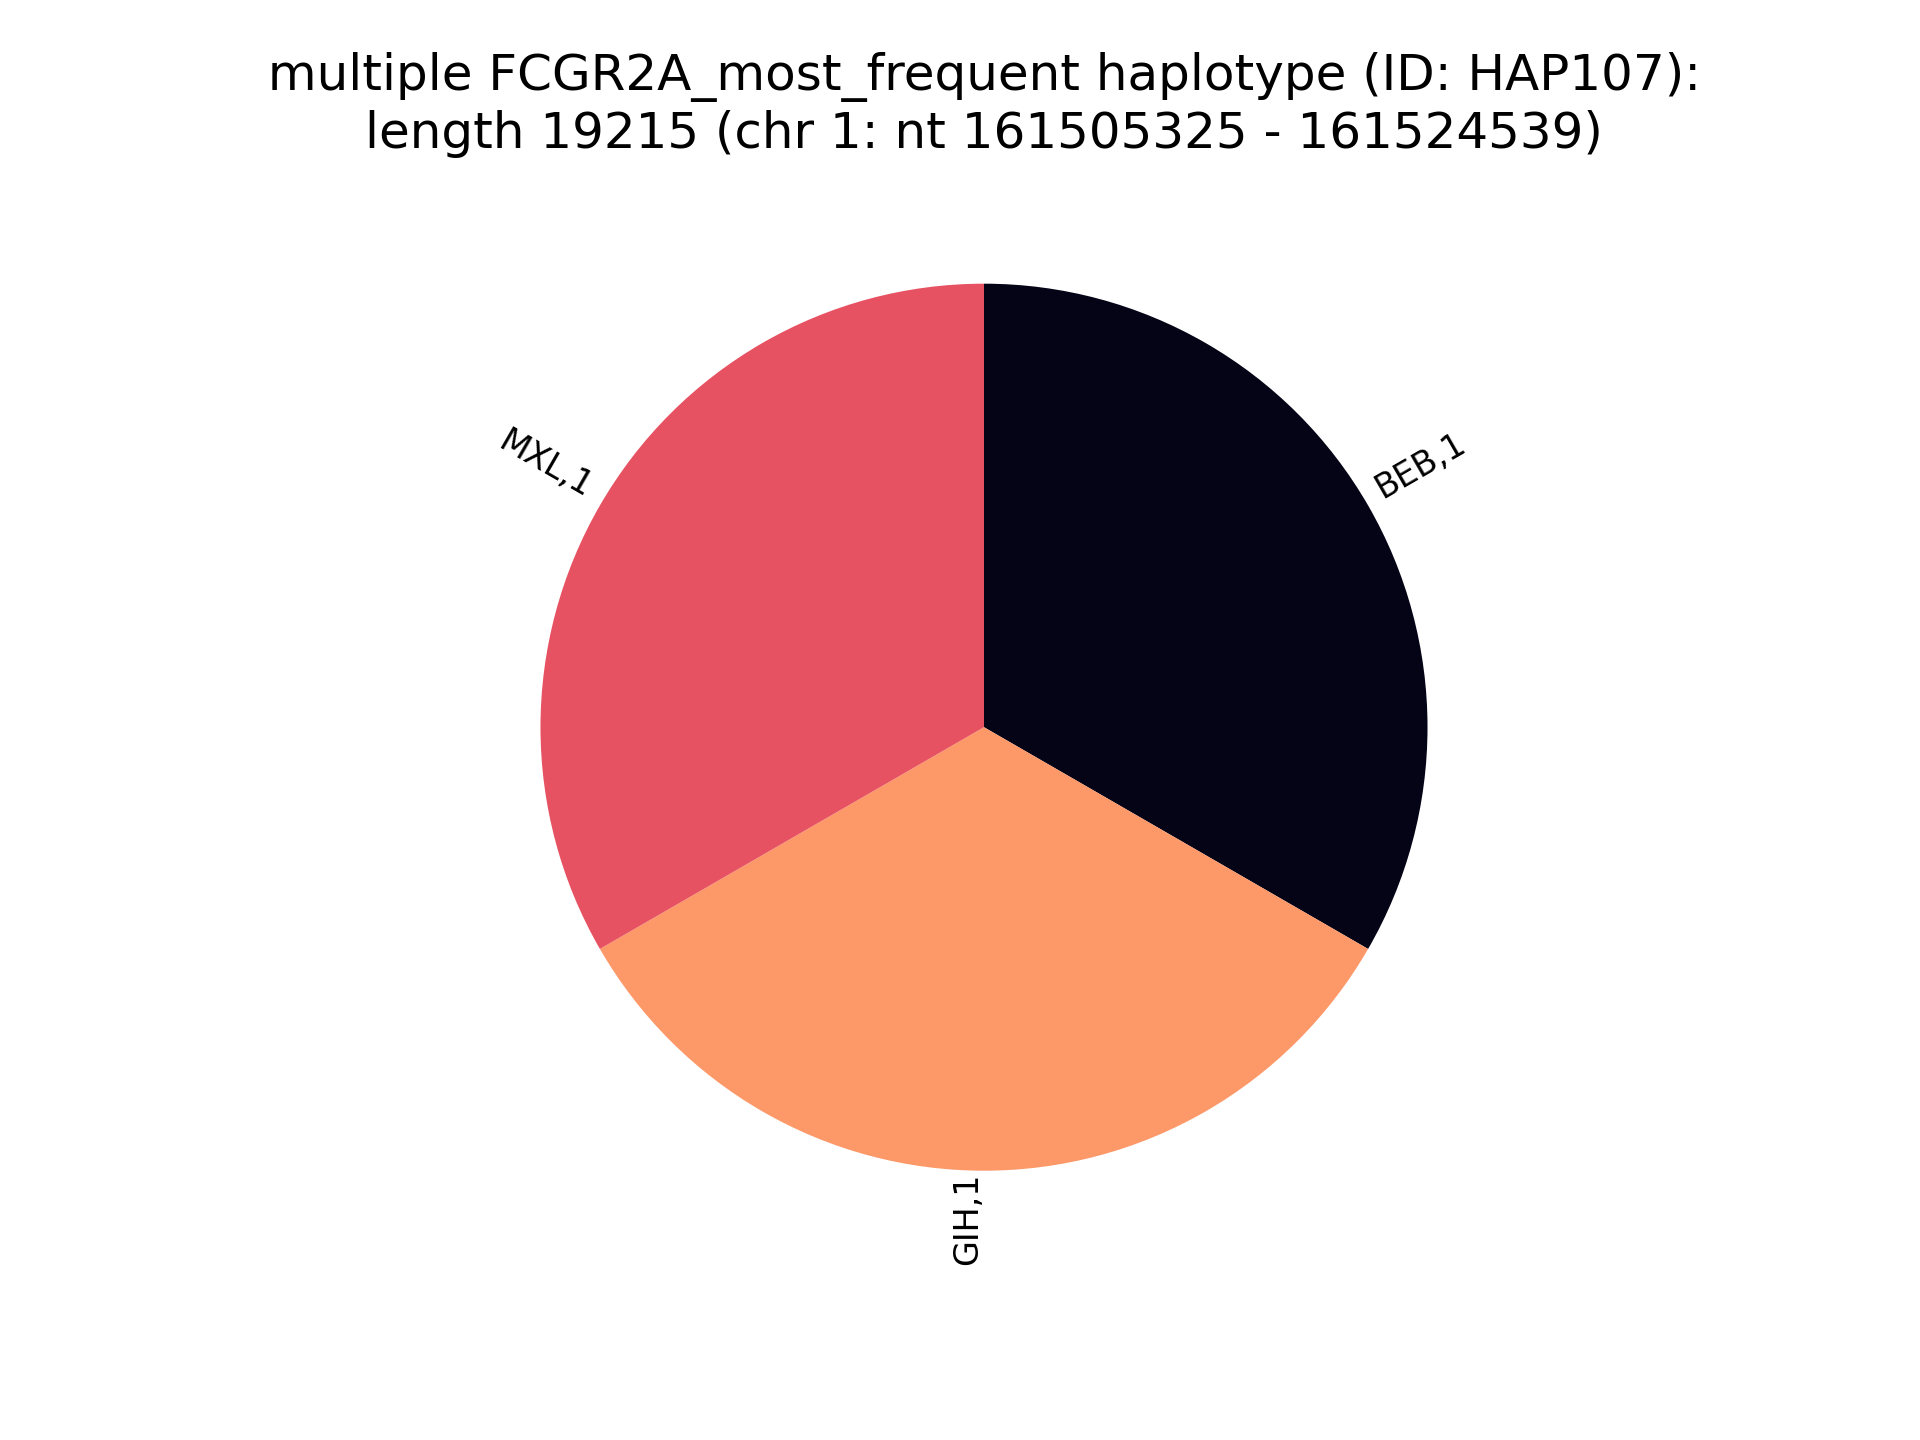 multiple FCGR2A_most_frequent haplotype (ID: HAP107):
length 19215 (chr 1: nt 161505325 - 161524539)
MXL,1
BEB,1
GIH,1